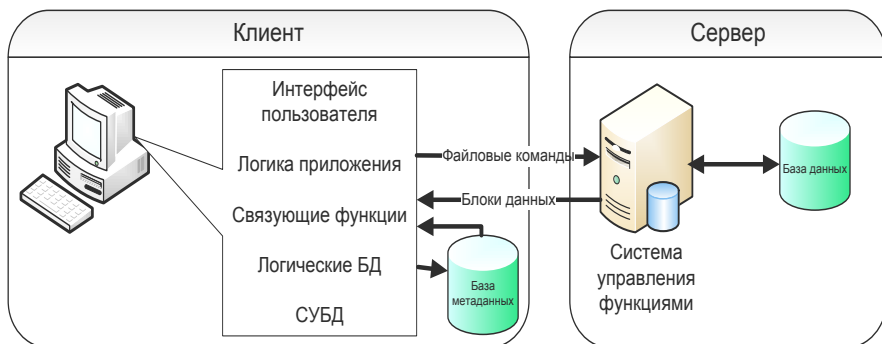 Клиент
Сервер
Интерфейс
пользователя
Логика приложения
Связующие функции
Логические БД
СУБД
Файловые команды
Блоки данных
База
метаданных
База данных
Система
управления
функциями